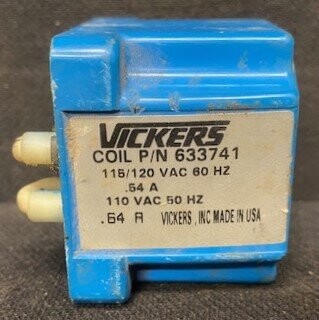 VICKERS
COIL P/N 633741
115/120 VAC 60 HZ
.54 A
110 VAC 50 HZ
.64 A VICKERS, INC MADE IN USA